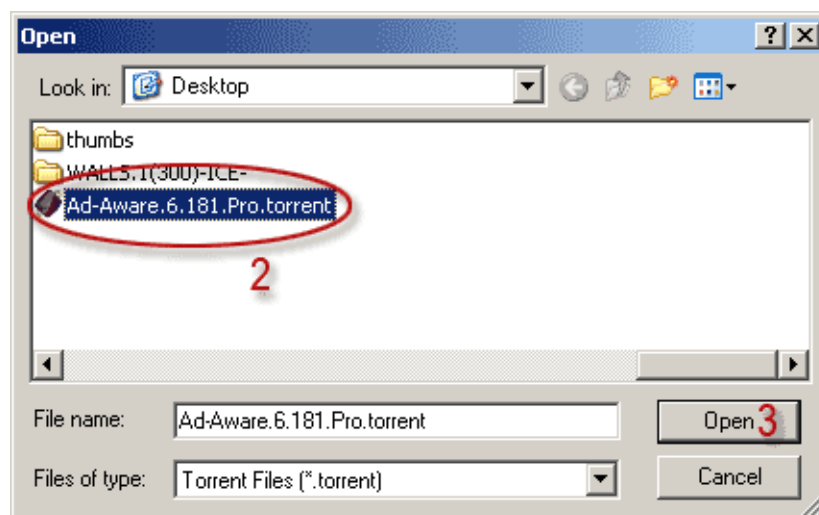 Open
Look in: Desktop
thumbs
WALL5.1(300)-ICE-
Ad-Aware.6.181.Pro.torrent
2
File name: Ad-Aware.6.181.Pro.torrent
Open 3
Files of type: Torrent Files (*.torrent)
Cancel